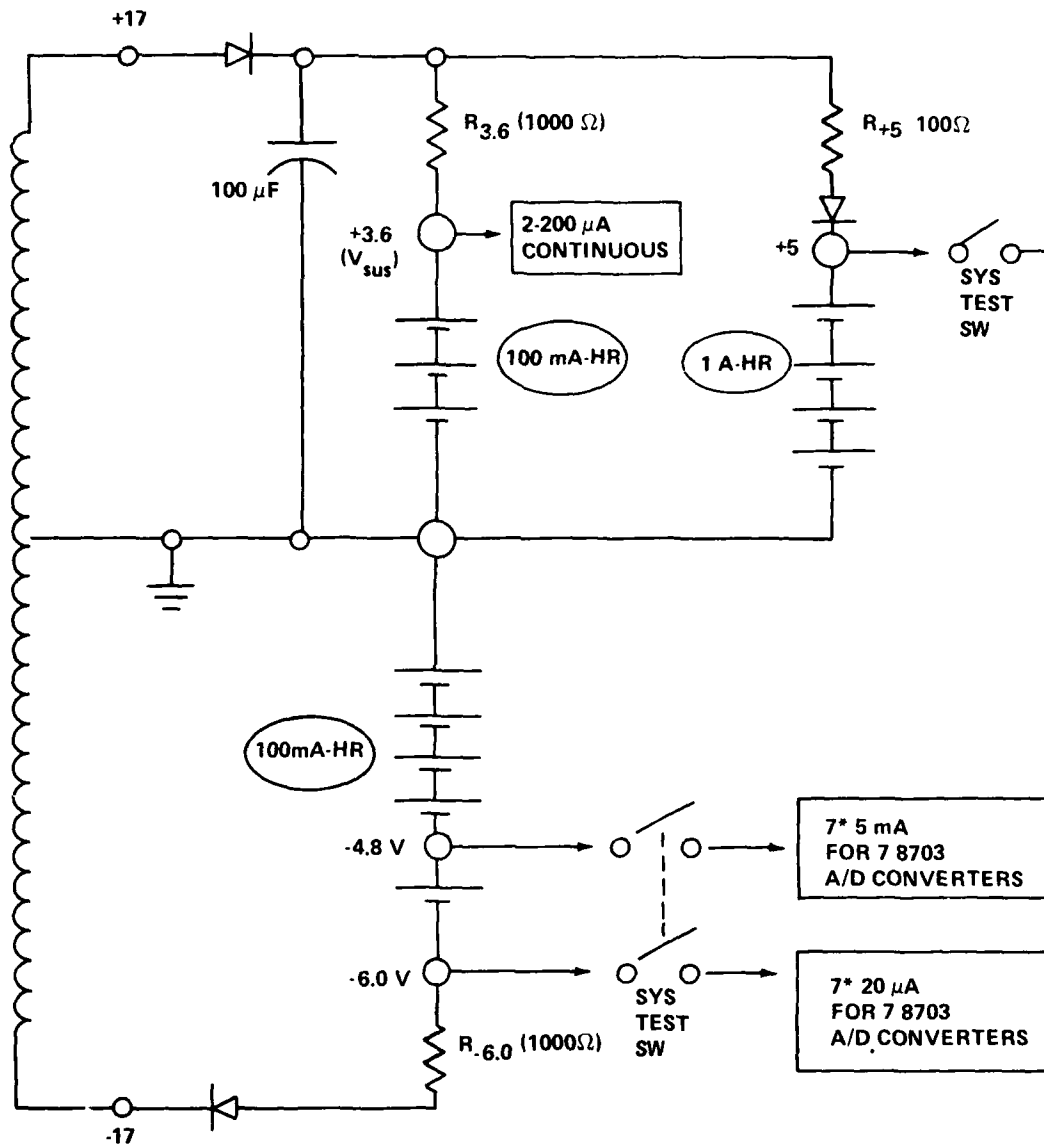 +17
R3.6 (1000 Ω)
R+5 100Ω
100 μF
+3.6
(Vsus)
2-200 μA
CONTINUOUS
+5
SYS
TEST
SW
100 mA-HR
1 A-HR
100mA-HR
-4.8 V
7* 5 mA
FOR 7 8703
A/D CONVERTERS
-6.0 V
SYS
TEST
SW
7* 20 μA
FOR 7 8703
A/D CONVERTERS
R-6.0 (1000Ω)
-17